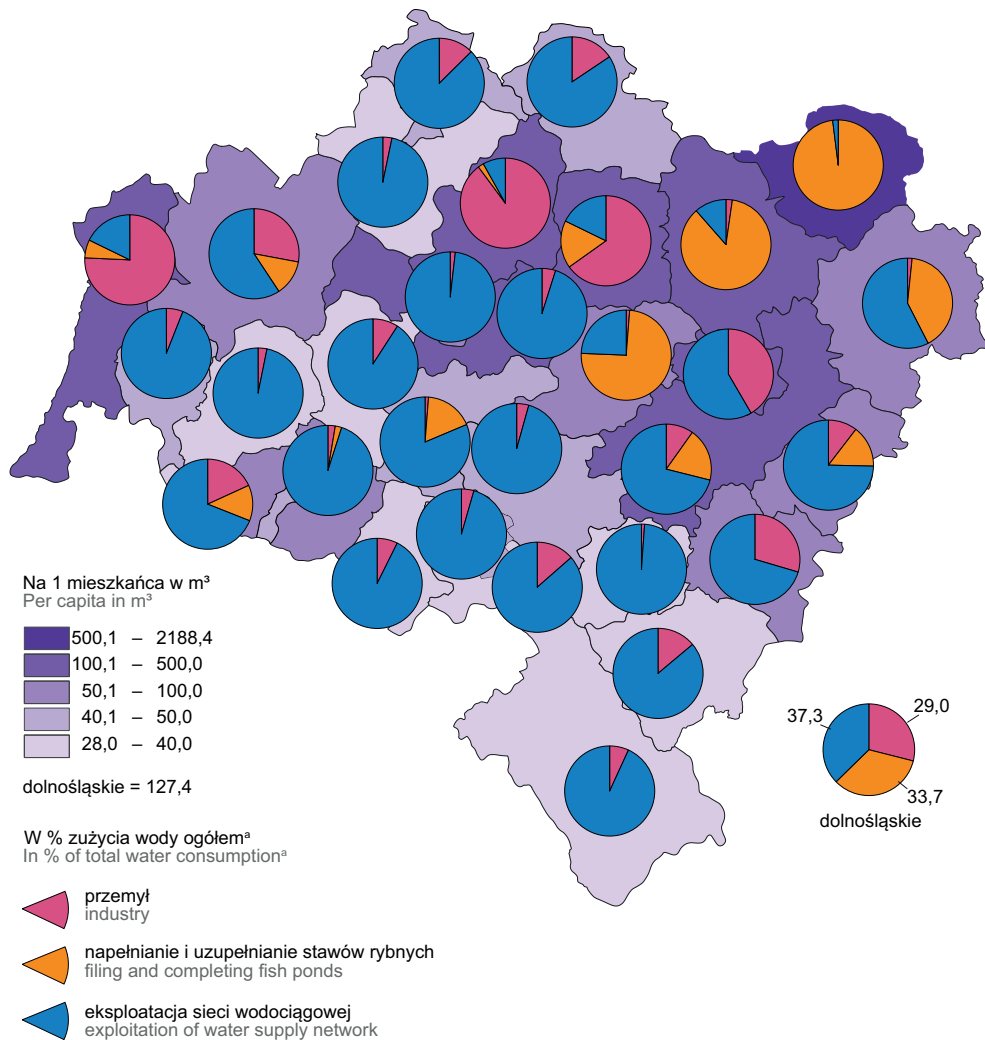 Na 1 mieszkańca w m³
Per capita in m³
500,1 – 2188,4
100,1 – 500,0
50,1 – 100,0
40,1 – 50,0
28,0 – 40,0
dolnośląskie = 127,4
W % zużycia wody ogółemᵃ
In % of total water consumptionᵃ
przemył
industry
napełnianie i uzupełnianie stawów rybnych
filing and completing fish ponds
eksploatacja sieci wodociągowej
exploitation of water supply network
37,3
29,0
33,7
dolnośląskie